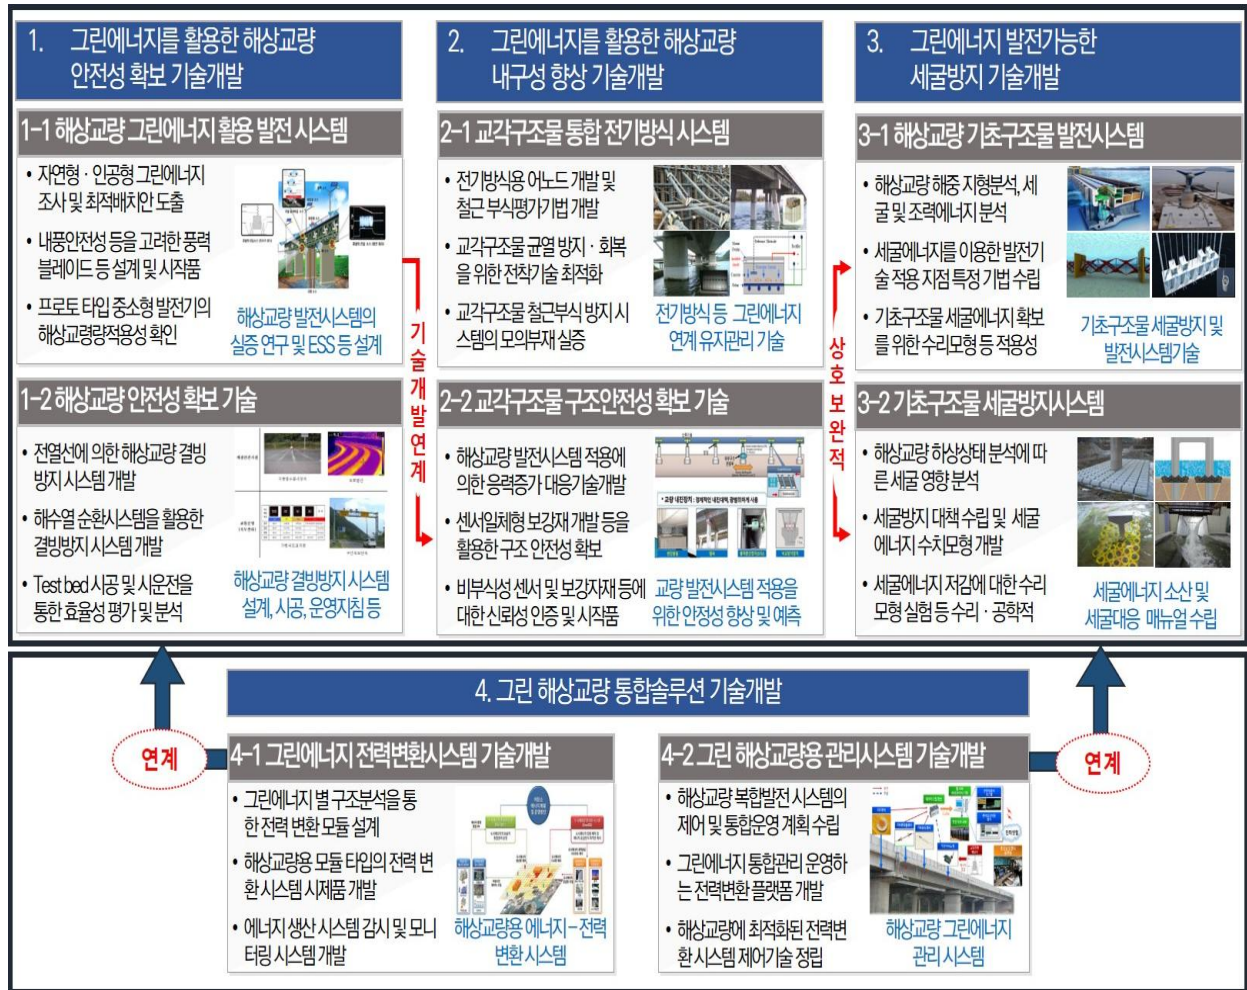 1. 그린에너지를 활용한 해상교량
안전성 확보 기술개발
1-1 해상교량 그린에너지 활용 발전 시스템
• 자연형·인공형 그린에너지
조사 및 최적배치안 도출
• 내풍안전성 등을 고려한 풍력
블레이드 등 설계 및 시작품
• 프로토 타입 중소형 발전기의
해상교량량적용성 확인
해상교량 발전시스템의
실증 연구 및 ESS 등 설계
1-2 해상교량 안전성 확보 기술
• 전열선에 의한 해상교량 결빙
방지 시스템 개발
• 해수열 순환시스템을 활용한
결빙방지 시스템 개발
• Test bed 시공 및 시운전을
통한 효율성 평가 및 분석
해상교량 결빙방지 시스템
설계, 시공, 운영지침 등
기술개발연계
2. 그린에너지를 활용한 해상교량
내구성 향상 기술개발
2-1 교각구조물 통합 전기방식 시스템
• 전기방식용 어노드 개발 및
철근 부식평가기법 개발
• 교각구조물 균열 방지·회복
을 위한 전착기술 최적화
• 교각구조물 철근부식 방지 시
스템의 모의부재 실증
전기방식 등 그린에너지
연계 유지관리 기술
2-2 교각구조물 구조안전성 확보 기술
• 해상교량 발전시스템 적용에
의한 응력증가 대응기술개발
• 센서일체형 보강재 개발 등을
활용한 구조 안전성 확보
• 비부식성 센서 및 보강자재 등에
대한 신뢰성 인증 및 시작품
교량 발전시스템 적용을
위한 안정성 향상 및 예측
상호보완적
3. 그린에너지 발전가능한
세굴방지 기술개발
3-1 해상교량 기초구조물 발전시스템
• 해상교량 해중 지형분석, 세
굴 및 조력에너지 분석
• 세굴에너지를 이용한 발전기
술 적용 지점 특정 기법 수립
• 기초구조물 세굴에너지 확보
를 위한 수리모형 등 적용성
기초구조물 세굴방지 및
발전시스템기술
3-2 기초구조물 세굴방지시스템
• 해상교량 하상상태 분석에 따
른 세굴 영향 분석
• 세굴방지 대책 수립 및 세굴
에너지 수치모형 개발
• 세굴에너지 저감에 대한 수리
모형 실험 등 수리·공학적
세굴에너지 소산 및
세굴대응 매뉴얼 수립
4. 그린 해상교량 통합솔루션 기술개발
연계
4-1 그린에너지 전력변환시스템 기술개발
• 그린에너지 별 구조분석을 통
한 전력 변환 모듈 설계
• 해상교량용 모듈 타입의 전력 변
환 시스템 시제품 개발
• 에너지 생산 시스템 감시 및 모니
터링 시스템 개발
해상교량용 에너지-전력
변환 시스템
4-2 그린 해상교량용 관리시스템 기술개발
• 해상교량 복합발전 시스템의
제어 및 통합운영 계획 수립
• 그린에너지 통합관리 운영하
는 전력변환 플랫폼 개발
• 해상교량에 최적화된 전력변
환 시스템 제어기술 정립
해상교량 그린에너지
관리 시스템
연계